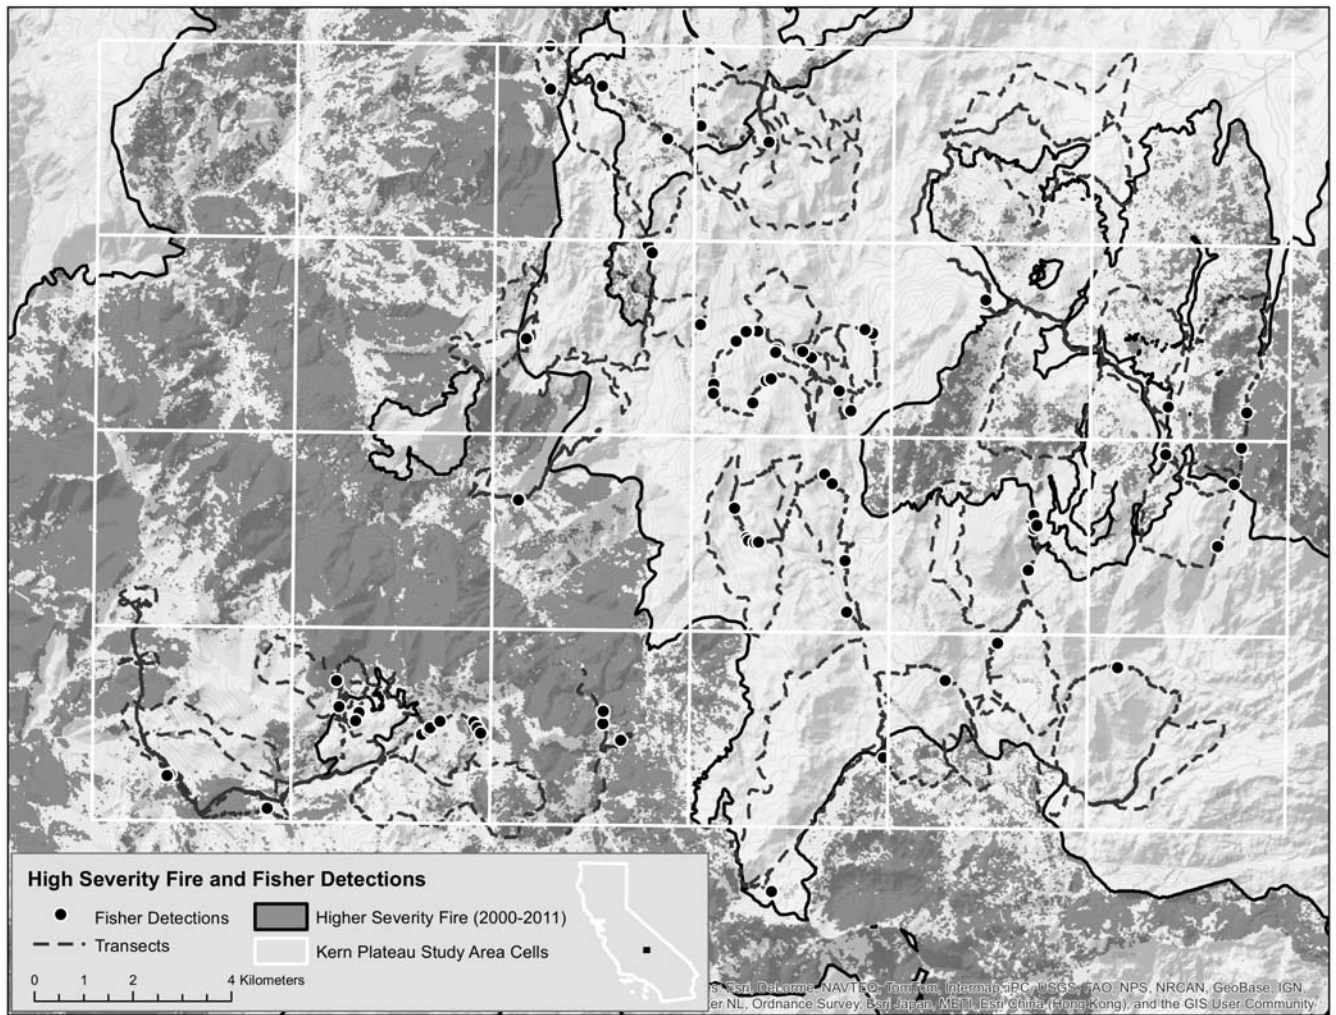 High Severity Fire and Fisher Detections
Fisher Detections
Higher Severity Fire (2000-2011)
Transects
Kern Plateau Study Area Cells
0 1 2 4 Kilometers
Esri, DeLorme, NAVTEQ, TomTom, Intermap, iPC, USGS, FAO, NPS, NRCAN, GeoBase, IGN,
NL, Ordnance Survey, Esri Japan, METI, Esri China (Hong Kong), and the GIS User Community